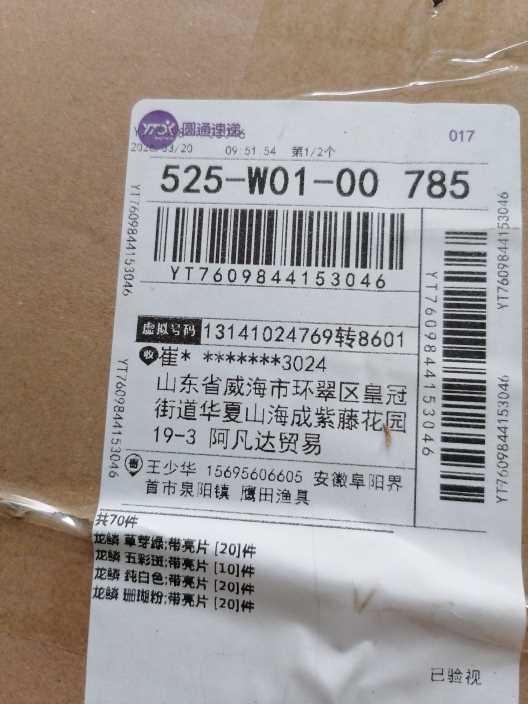 YTO 圆通速递
017
09:51:54 第1/2个
525-W01-00 785
YT7609844153046
YT7609844153046
YT7609844153046
YT7609844153046
YT7609844153046
YT7609844153046
虚拟号码 13141024769转8601
收 崔* *******3024
山东省威海市环翠区皇冠
街道华夏山海成紫藤花园
19-3 阿凡达贸易
王少华 15695606605 安徽阜阳界
首市泉阳镇 鹰田渔具
共70件
龙鳞 草芽绿;带亮片 [20]件
龙鳞 五彩斑;带亮片 [10]件
龙鳞 纯白色;带亮片 [20]件
龙鳞 珊瑚粉;带亮片 [20]件
已验视